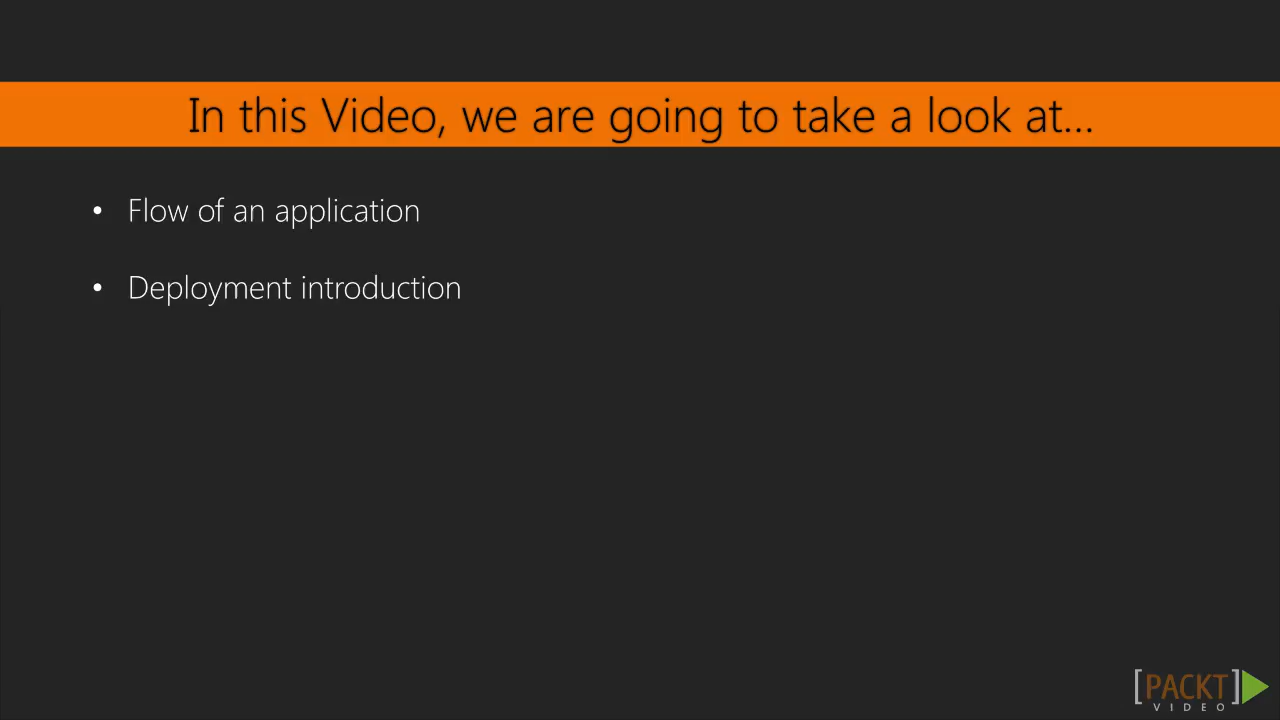 In this Video, we are going to take a look at...
• Flow of an application
• Deployment introduction
[PACKT]
VIDEO